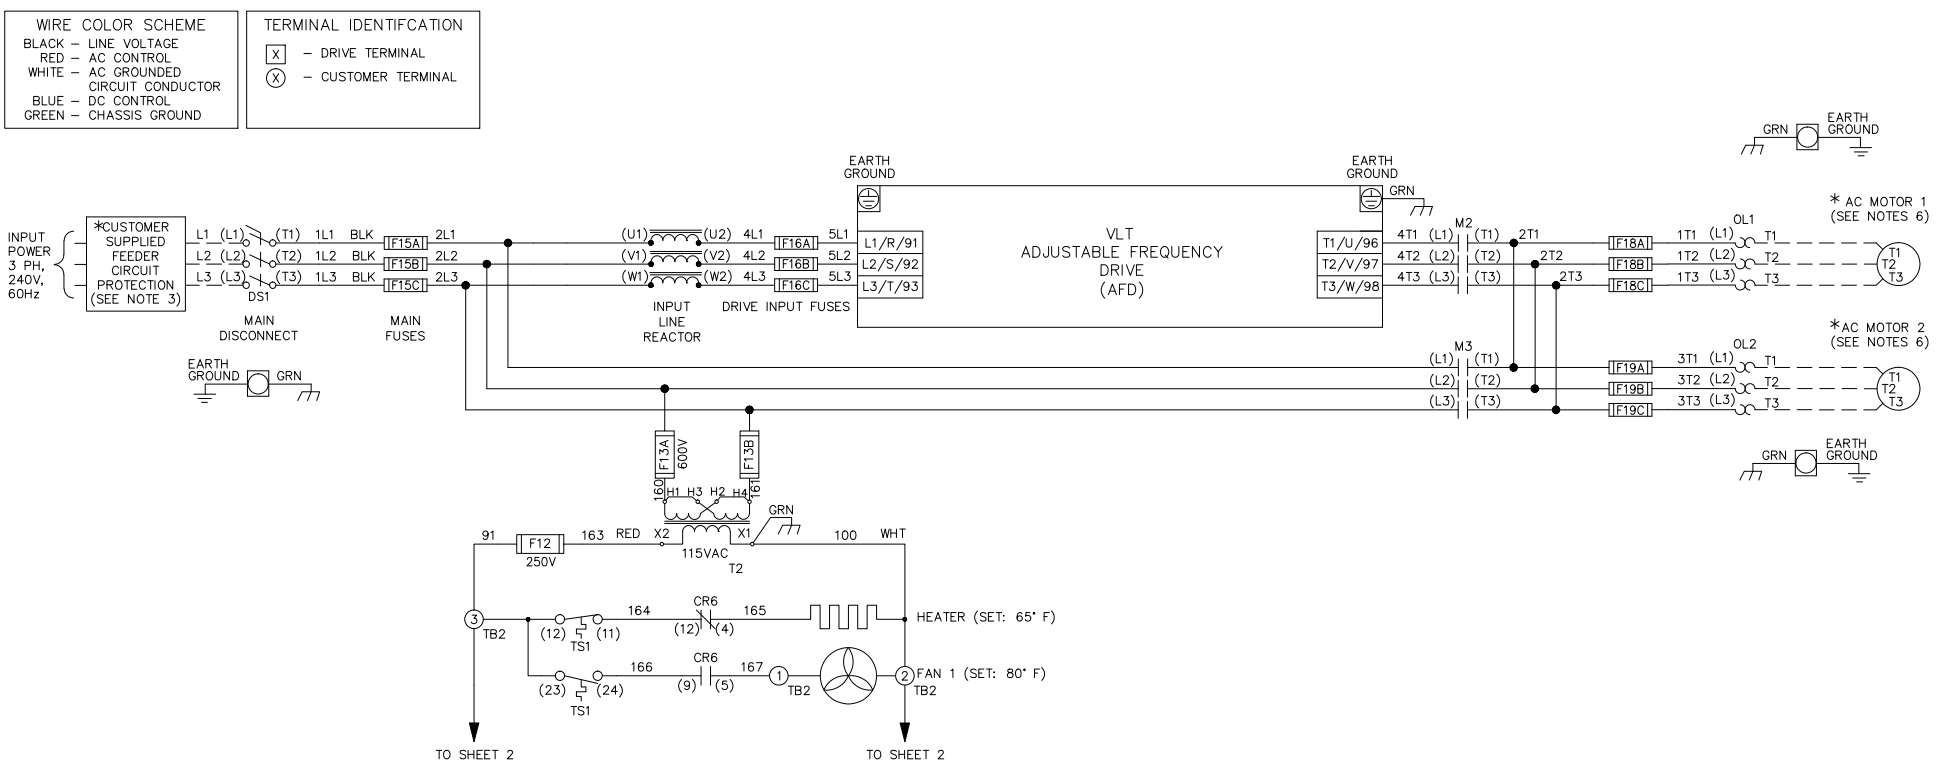 WIRE COLOR SCHEME
BLACK – LINE VOLTAGE
RED – AC CONTROL
WHITE – AC GROUNDED
CIRCUIT CONDUCTOR
BLUE – DC CONTROL
GREEN – CHASSIS GROUND
TERMINAL IDENTIFCATION
X – DRIVE TERMINAL
X – CUSTOMER TERMINAL
INPUT
POWER
3 PH,
240V,
60Hz
*CUSTOMER
SUPPLIED
FEEDER
CIRCUIT
PROTECTION
(SEE NOTE 3)
L1 (L1) (T1) 1L1 BLK F15A 2L1
L2 (L2) (T2) 1L2 BLK F15B 2L2
L3 (L3) (T3) 1L3 BLK F15C 2L3
DS1
MAIN
DISCONNECT
MAIN
FUSES
EARTH
GROUND
GRN
(U1) (U2) 4L1 F16A 5L1
(V1) (V2) 4L2 F16B 5L2
(W1) (W2) 4L3 F16C 5L3
INPUT
LINE
REACTOR
DRIVE INPUT FUSES
EARTH
GROUND
L1/R/91
L2/S/92
L3/T/93
VLT
ADJUSTABLE FREQUENCY
DRIVE
(AFD)
EARTH
GROUND
GRN
T1/U/96
T2/V/97
T3/W/98
M2
4T1 (L1) (T1) 2T1
4T2 (L2) (T2) 2T2
4T3 (L3) (T3) 2T3
F18A 1T1 (L1) T1
F18B 1T2 (L2) T2
F18C 1T3 (L3) T3
OL1
GRN
EARTH
GROUND
* AC MOTOR 1
(SEE NOTES 6)
T1
T2
T3
M3
(L1) (T1)
(L2) (T2)
(L3) (T3)
F19A 3T1 (L1) T1
F19B 3T2 (L2) T2
F19C 3T3 (L3) T3
OL2
*AC MOTOR 2
(SEE NOTES 6)
T1
T2
T3
GRN
EARTH
GROUND
F13A
600V
F13B
160
161
H1 H3 H2 H4
GRN
91 F12 163 RED X2 X1 100 WHT
250V
115VAC
T2
3
TB2
(12) (11)
TS1
164
CR6
(12) (4)
165
HEATER (SET: 65° F)
(23) (24)
TS1
166
CR6
(9) (5)
167
1
TB2
2
TB2
FAN 1 (SET: 80° F)
TO SHEET 2
TO SHEET 2